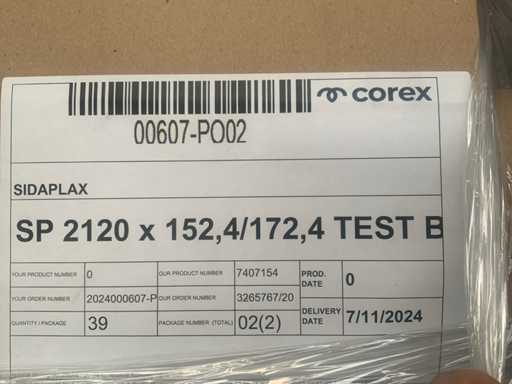 corex
00607-PO02
SIDAPLAX
SP 2120 x 152,4/172,4 TEST B
YOUR PRODUCT NUMBER 0 OUR PRODUCT NUMBER 7407154 PROD. DATE 0
YOUR ORDER NUMBER 2024000607-P OUR ORDER NUMBER 3265767/20 DELIVERY DATE 7/11/2024
QUANTITY / PACKAGE 39 PACKAGE NUMBER (TOTAL) 02(2)